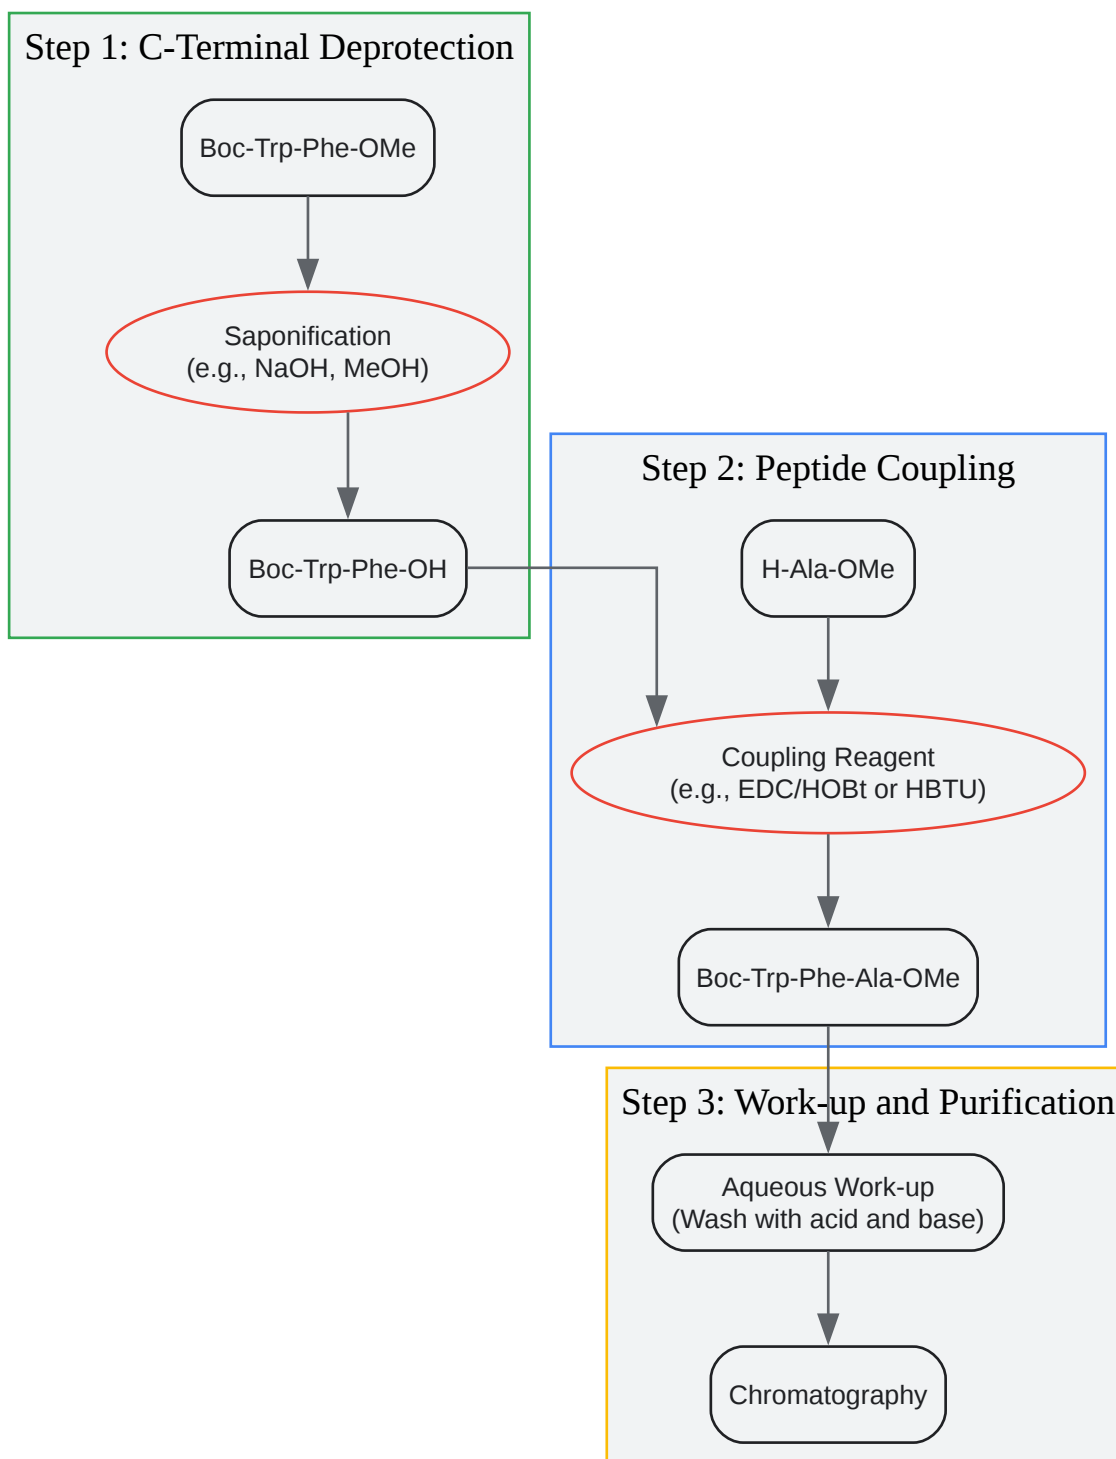 Step 1: C-Terminal Deprotection
Boc-Trp-Phe-OMe
Saponification
(e.g., NaOH, MeOH)
Boc-Trp-Phe-OH
Step 2: Peptide Coupling
H-Ala-OMe
Coupling Reagent
(e.g., EDC/HOBt or HBTU)
Boc-Trp-Phe-Ala-OMe
Step 3: Work-up and Purification
Aqueous Work-up
(Wash with acid and base)
Chromatography